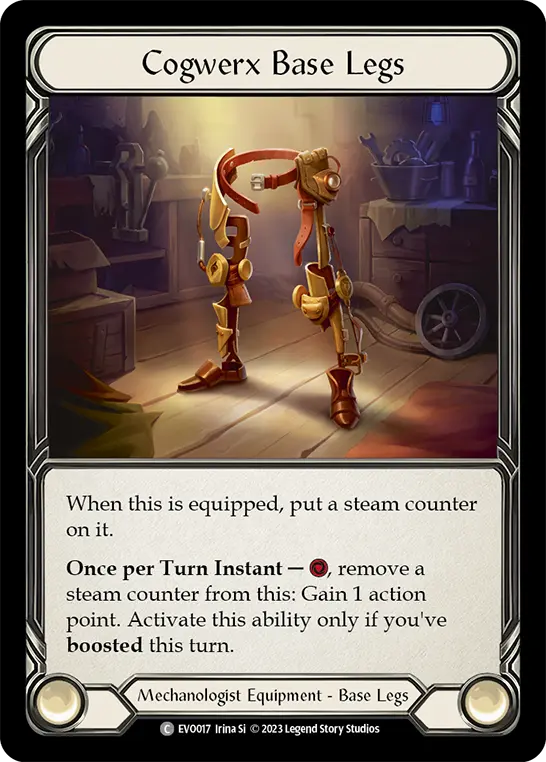 Cogwerx Base Legs
When this is equipped, put a steam counter
on it.
Once per Turn Instant — , remove a
steam counter from this: Gain 1 action
point. Activate this ability only if you've
boosted this turn.
Mechanologist Equipment - Base Legs
C EVO017 Irina Si © 2023 Legend Story Studios